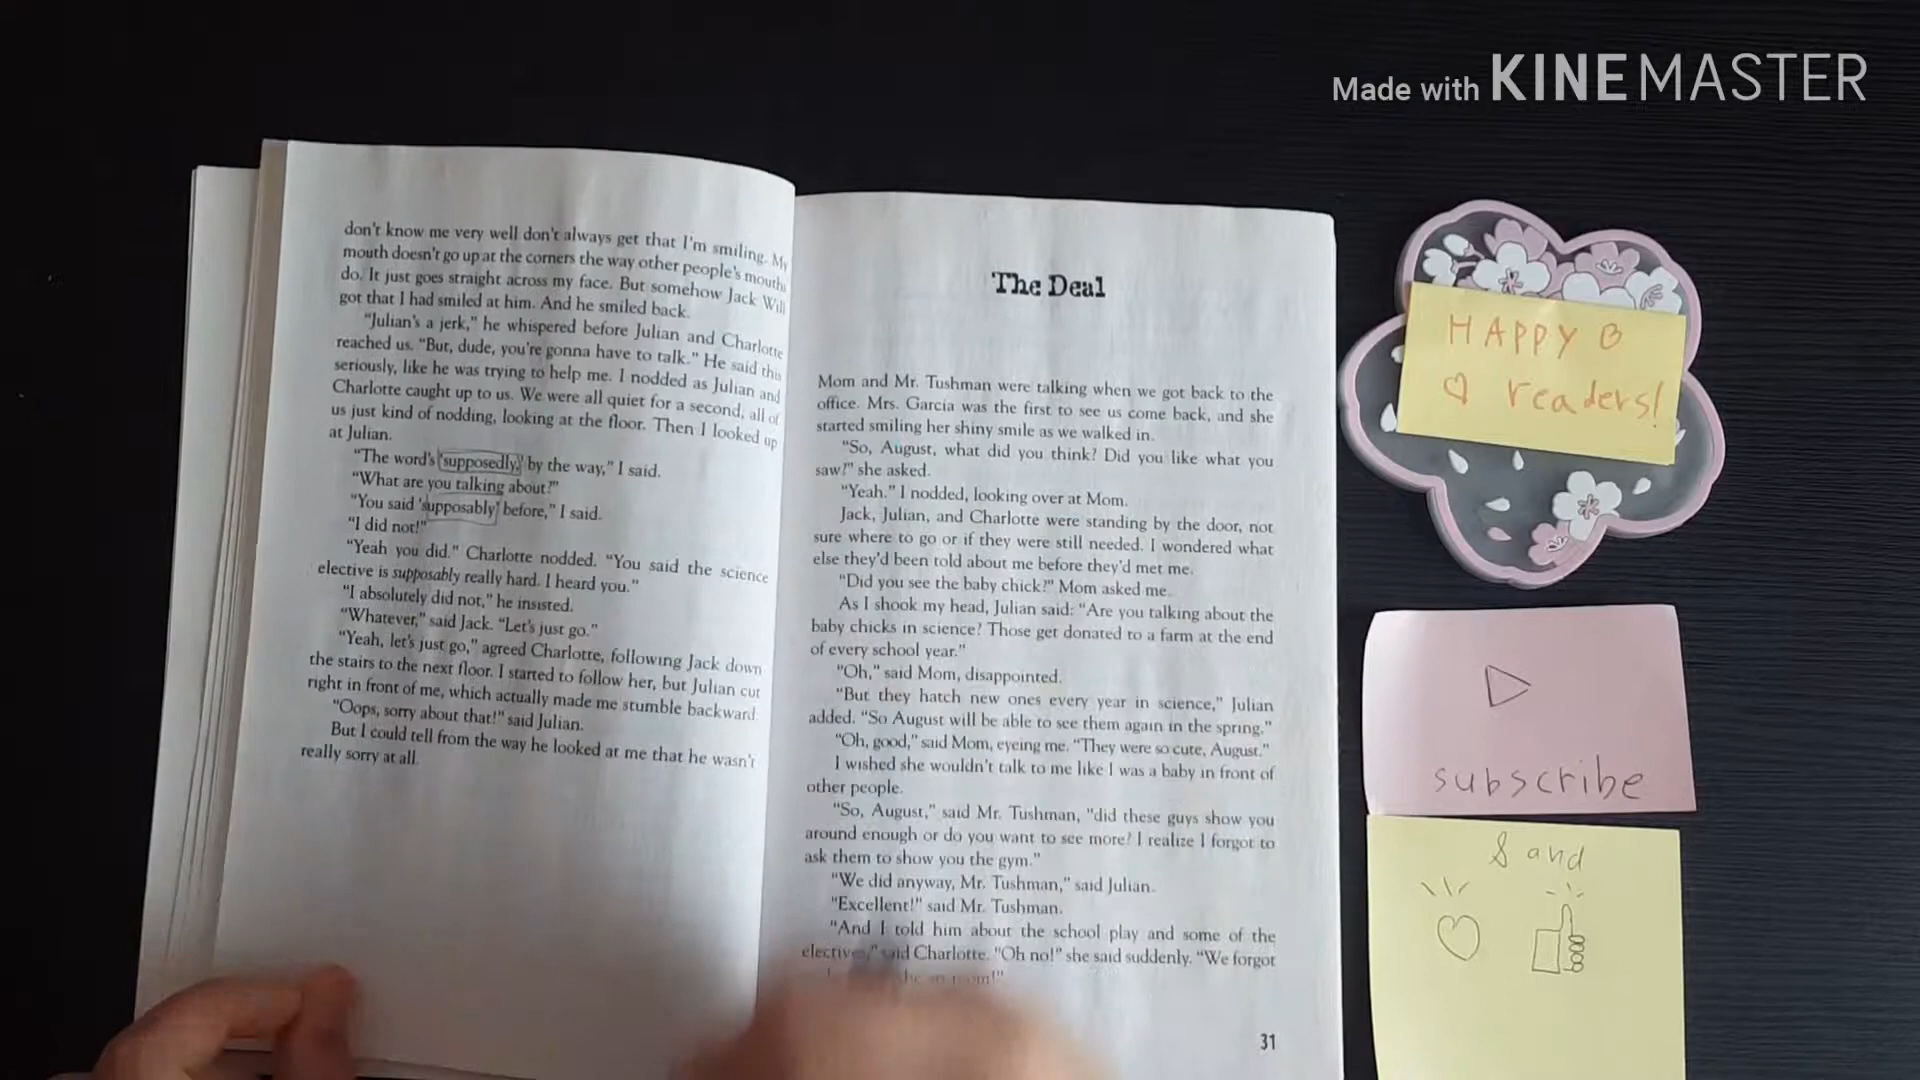 Made with KINEMASTER
don't know me very well don't always get that I'm smiling. My
mouth doesn't go up at the corners the way other people's mouths
do. It just goes straight across my face. But somehow Jack Will
got that I had smiled at him. And he smiled back.
"Julian's a jerk," he whispered before Julian and Charlotte
reached us. "But, dude, you're gonna have to talk." He said this
seriously, like he was trying to help me. I nodded as Julian and
Charlotte caught up to us. We were all quiet for a second, all of
us just kind of nodding, looking at the floor. Then I looked up
at Julian.
"The word's 'supposedly,' by the way," I said.
"What are you talking about?"
"You said 'supposably' before," I said.
"I did not!"
"Yeah you did." Charlotte nodded. "You said the science
elective is supposably really hard. I heard you."
"I absolutely did not," he insisted.
"Whatever," said Jack. "Let's just go."
"Yeah, let's just go," agreed Charlotte, following Jack down
the stairs to the next floor. I started to follow her, but Julian cut
right in front of me, which actually made me stumble backward.
"Oops, sorry about that!" said Julian.
But I could tell from the way he looked at me that he wasn't
really sorry at all.
The Deal
Mom and Mr. Tushman were talking when we got back to the
office. Mrs. Garcia was the first to see us come back, and she
started smiling her shiny smile as we walked in.
"So, August, what did you think? Did you like what you
saw?" she asked.
"Yeah." I nodded, looking over at Mom.
Jack, Julian, and Charlotte were standing by the door, not
sure where to go or if they were still needed. I wondered what
else they'd been told about me before they'd met me.
"Did you see the baby chick?" Mom asked me.
As I shook my head, Julian said: "Are you talking about the
baby chicks in science? Those get donated to a farm at the end
of every school year."
"Oh," said Mom, disappointed.
"But they hatch new ones every year in science," Julian
added. "So August will be able to see them again in the spring."
"Oh, good," said Mom, eyeing me. "They were so cute, August."
I wished she wouldn't talk to me like I was a baby in front of
other people.
"So, August," said Mr. Tushman, "did these guys show you
around enough or do you want to see more? I realize I forgot to
ask them to show you the gym."
"We did anyway, Mr. Tushman," said Julian.
"Excellent!" said Mr. Tushman.
"And I told him about the school play and some of the
electives," said Charlotte. "Oh no!" she said suddenly. "We forgot
31
HAPPY B
readers!
subscribe
& and